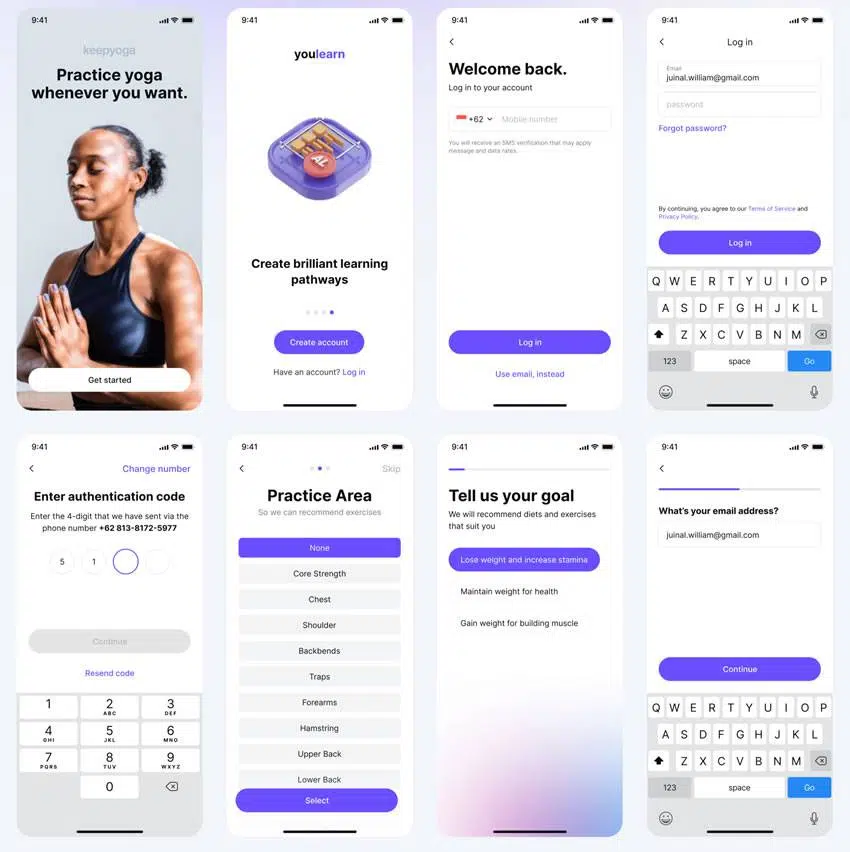 9:41
keepyoga
Practice yoga
whenever you want.
Get started
9:41
youlearn
AL
Create brilliant learning
pathways
Create account
Have an account? Log in
9:41
Welcome back.
Log in to your account
+62 Mobile number
You will receive an SMS verification that may apply
message and data rates.
Log in
Use email, instead
9:41
Log in
Email
juinal.william@gmail.com
password
Forgot password?
By continuing, you agree to our Terms of Service and
Privacy Policy.
Log in
Q W E R T Y U I O P
A S D F G H J K L
Z X C V B N M
123 space Go
9:41
Change number
Enter authentication code
Enter the 4-digit that we have sent via the
phone number +62 813-8172-5977
5 1
Continue
Resend code
1 2 3
ABC DEF
4 5 6
GHI JKL MNO
7 8 9
PQRS TUV WXYZ
0
9:41
Skip
Practice Area
So we can recommend exercises
None
Core Strength
Chest
Shoulder
Backbends
Traps
Forearms
Hamstring
Upper Back
Lower Back
Select
9:41
Tell us your goal
We will recommend diets and exercises
that suit you
Lose weight and increase stamina
Maintain weight for health
Gain weight for building muscle
9:41
What's your email address?
juinal.william@gmail.com
Continue
Q W E R T Y U I O P
A S D F G H J K L
Z X C V B N M
123 space Go